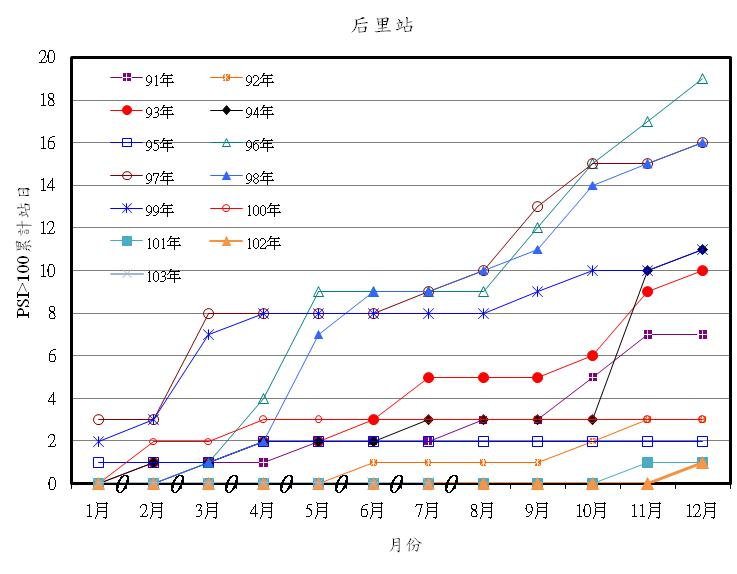 后里站
PSI>100累計站日
20
18
16
14
12
10
8
6
4
2
0
91年 92年
93年 94年
95年 96年
97年 98年
99年 100年
101年 102年
103年
0 0 0 0 0 0 0
1月 2月 3月 4月 5月 6月 7月 8月 9月 10月 11月 12月
月份